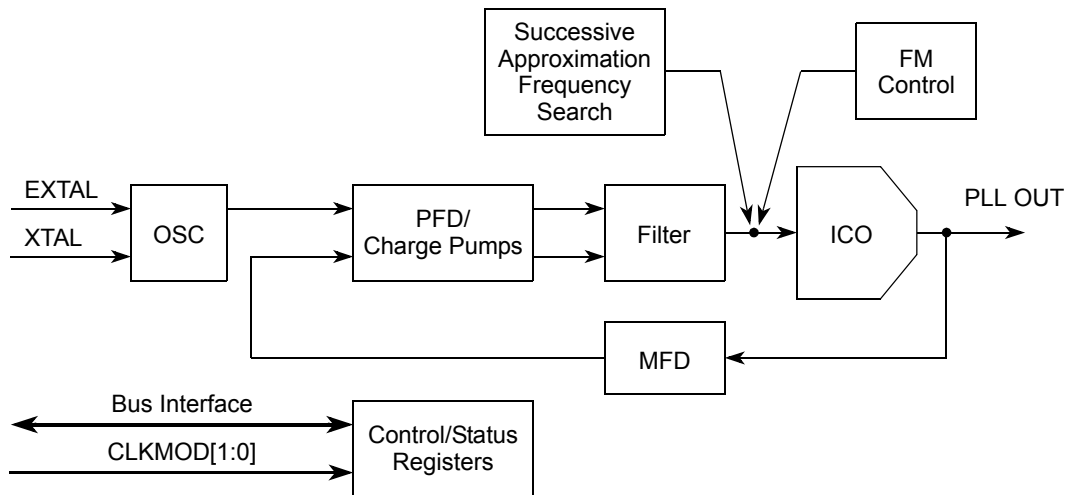 Successive
Approximation
Frequency
Search
FM
Control
EXTAL
XTAL
OSC
PFD/
Charge Pumps
Filter
ICO
PLL OUT
MFD
Bus Interface
CLKMOD[1:0]
Control/Status
Registers